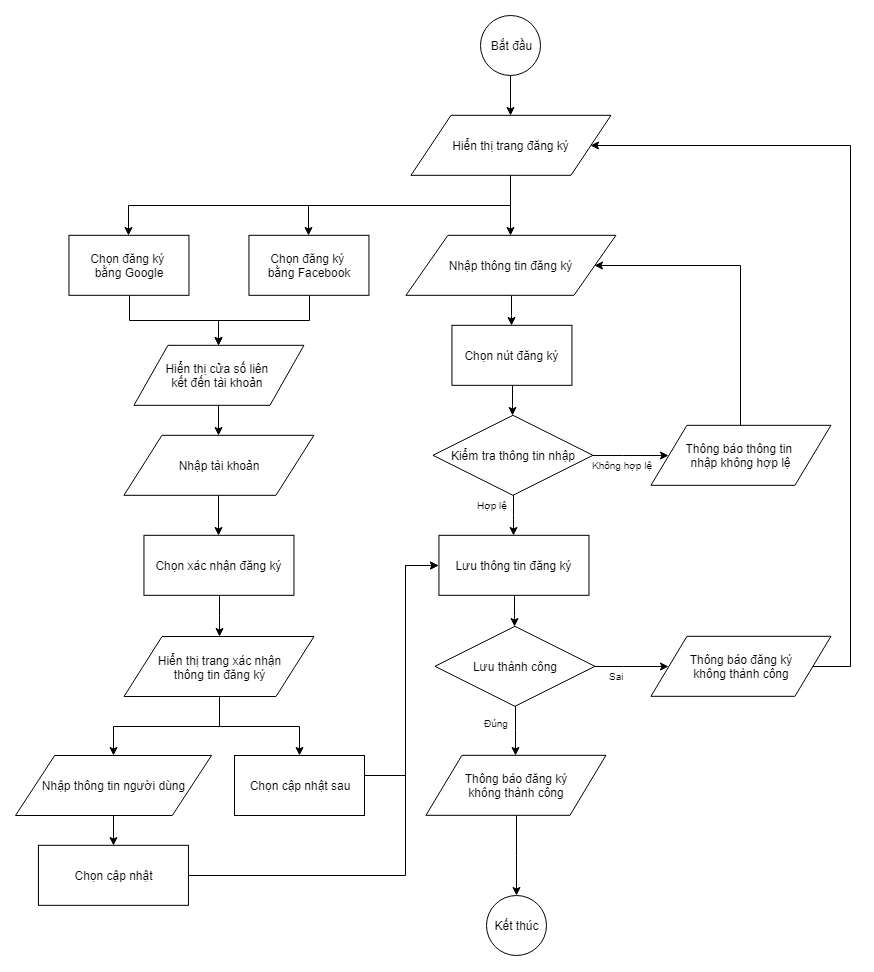 Bắt đầu
Hiển thị trang đăng ký
Chọn đăng ký
bằng Google
Chọn đăng ký
bằng Facebook
Nhập thông tin đăng ký
Hiển thị cửa số liên
kết đến tài khoản
Chọn nút đăng ký
Nhập tài khoản
Kiểm tra thông tin nhập
Không hợp lệ
Thông báo thông tin
nhập không hợp lệ
Hợp lệ
Chọn xác nhận đăng ký
Lưu thông tin đăng ký
Hiển thị trang xác nhận
thông tin đăng ký
Lưu thành công
Sai
Thông báo đăng ký
không thành công
Đúng
Nhập thông tin người dùng
Chọn cập nhật sau
Thông báo đăng ký
không thành công
Chọn cập nhật
Kết thúc